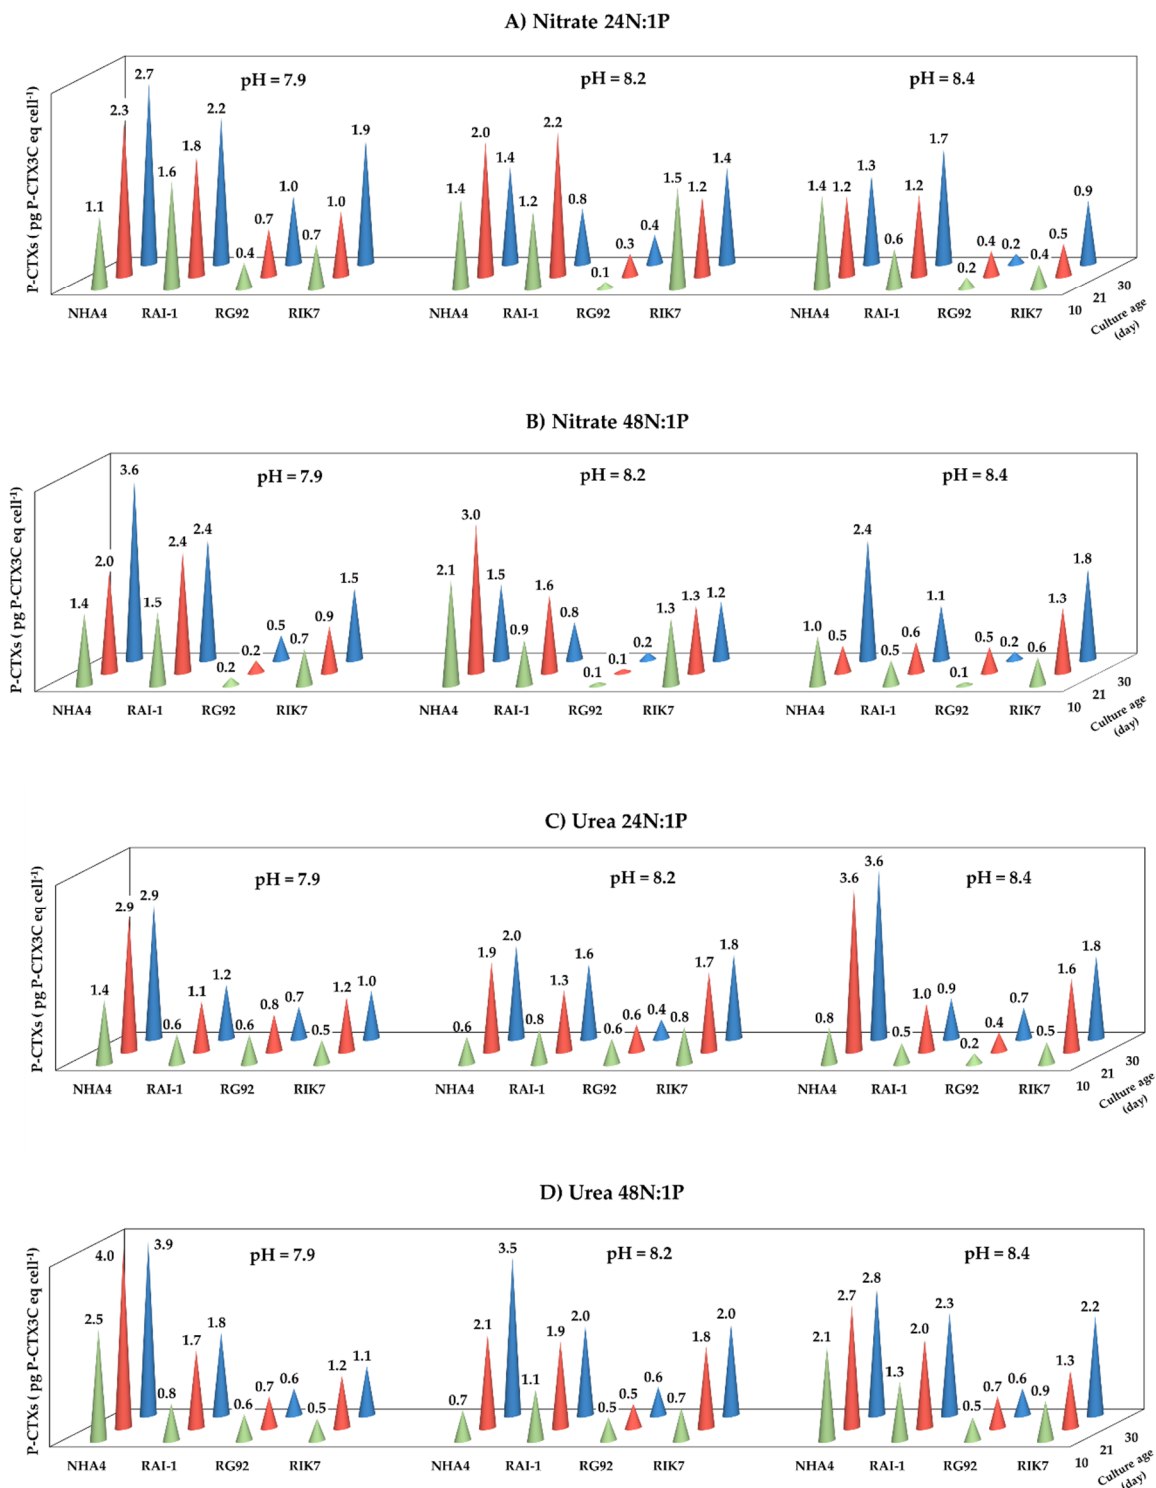 A) Nitrate 24N:1P
P-CTXs ( pg P-CTX3C eq cell-1)
pH = 7.9
pH = 8.2
pH = 8.4
1.1 2.3 2.7 1.6 1.8 2.2 0.4 0.7 1.0 0.7 1.0 1.9
1.4 2.0 1.4 1.2 2.2 0.8 0.1 0.3 0.4 1.5 1.2 1.4
1.4 1.2 1.3 0.6 1.2 1.7 0.2 0.4 0.2 0.4 0.5 0.9
NHA4 RAI-1 RG92 RIK7 NHA4 RAI-1 RG92 RIK7 NHA4 RAI-1 RG92 RIK7
10 21 30
Culture age
(day)
B) Nitrate 48N:1P
P-CTXs ( pg P-CTX3C eq cell-1)
pH = 7.9
pH = 8.2
pH = 8.4
1.4 2.0 3.6 1.5 2.4 2.4 0.2 0.2 0.5 0.7 0.9 1.5
2.1 3.0 1.5 0.9 1.6 0.8 0.1 0.1 0.2 1.3 1.3 1.2
1.0 0.5 2.4 0.5 0.6 1.1 0.1 0.5 0.2 0.6 1.3 1.8
NHA4 RAI-1 RG92 RIK7 NHA4 RAI-1 RG92 RIK7 NHA4 RAI-1 RG92 RIK7
10 21 30
Culture age
(day)
C) Urea 24N:1P
P-CTXs ( pg P-CTX3C eq cell-1)
pH = 7.9
pH = 8.2
pH = 8.4
1.4 2.9 2.9 0.6 1.1 1.2 0.6 0.8 0.7 0.5 1.2 1.0
0.6 1.9 2.0 0.8 1.3 1.6 0.6 0.6 0.4 0.8 1.7 1.8
0.8 3.6 3.6 0.5 1.0 0.9 0.2 0.4 0.7 0.5 1.6 1.8
NHA4 RAI-1 RG92 RIK7 NHA4 RAI-1 RG92 RIK7 NHA4 RAI-1 RG92 RIK7
10 21 30
Culture age
(day)
D) Urea 48N:1P
P-CTXs ( pg P-CTX3C eq cell-1)
pH = 7.9
pH = 8.2
pH = 8.4
2.5 4.0 3.9 0.8 1.7 1.8 0.6 0.7 0.6 0.5 1.2 1.1
0.7 2.1 3.5 1.1 1.9 2.0 0.5 0.5 0.6 0.7 1.8 2.0
2.1 2.7 2.8 1.3 2.0 2.3 0.5 0.7 0.6 0.9 1.3 2.2
NHA4 RAI-1 RG92 RIK7 NHA4 RAI-1 RG92 RIK7 NHA4 RAI-1 RG92 RIK7
10 21 30
Culture age
(day)